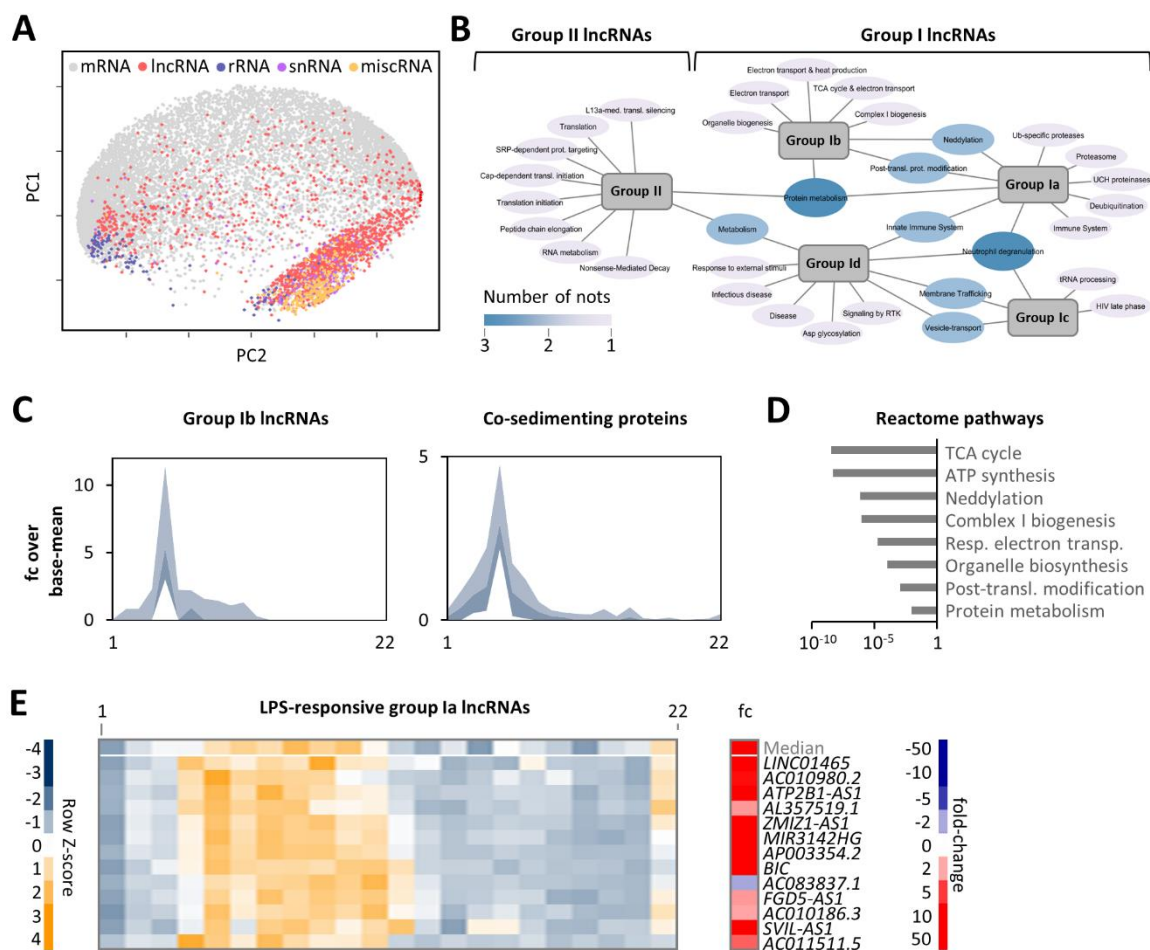 A
mRNA lncRNA rRNA snRNA miscRNA
PC1
PC2
B
Group II lncRNAs
Group I lncRNAs
Electron transport & heat production
Electron transport
TCA cycle & electron transport
Organelle biogenesis
Complex I biogenesis
Group Ib
L13a-med. transl. silencing
Translation
SRP-dependent prot. targeting
Cap-dependent transl. initiation
Translation initiation
Peptide chain elongation
RNA metabolism
Nonsense-Mediated Decay
Group II
Neddylation
Post-transl. prot. modification
Protein metabolism
Ub-specific proteases
Proteasome
UCH proteinases
Deubiquitination
Immune System
Group Ia
Metabolism
Innate Immune System
Neutrophil degranulation
Response to external stimuli
Group Id
Infectious disease
Disease
Asp glycosylation
Signaling by RTK
Membrane Trafficking
Vesicle-transport
tRNA processing
HIV late phase
Group Ic
Number of nots
3 2 1
C
Group Ib lncRNAs
Co-sedimenting proteins
fc over
base-mean
10
5
0
1 22
5
0
1 22
D
Reactome pathways
TCA cycle
ATP synthesis
Neddylation
Comblex I biogenesis
Resp. electron transp.
Organelle biosynthesis
Post-transl. modification
Protein metabolism
10-10 10-5 1
E
1 LPS-responsive group Ia lncRNAs 22
fc
-4
-3
-2
-1
0
1
2
3
4
Row Z-score
Median
LINC01465
AC010980.2
ATP2B1-AS1
AL357519.1
ZMIZ1-AS1
MIR3142HG
AP003354.2
BIC
AC083837.1
FGD5-AS1
AC010186.3
SVIL-AS1
AC011511.5
-50
-10
-5
-2
0
2
5
10
50
fold-change